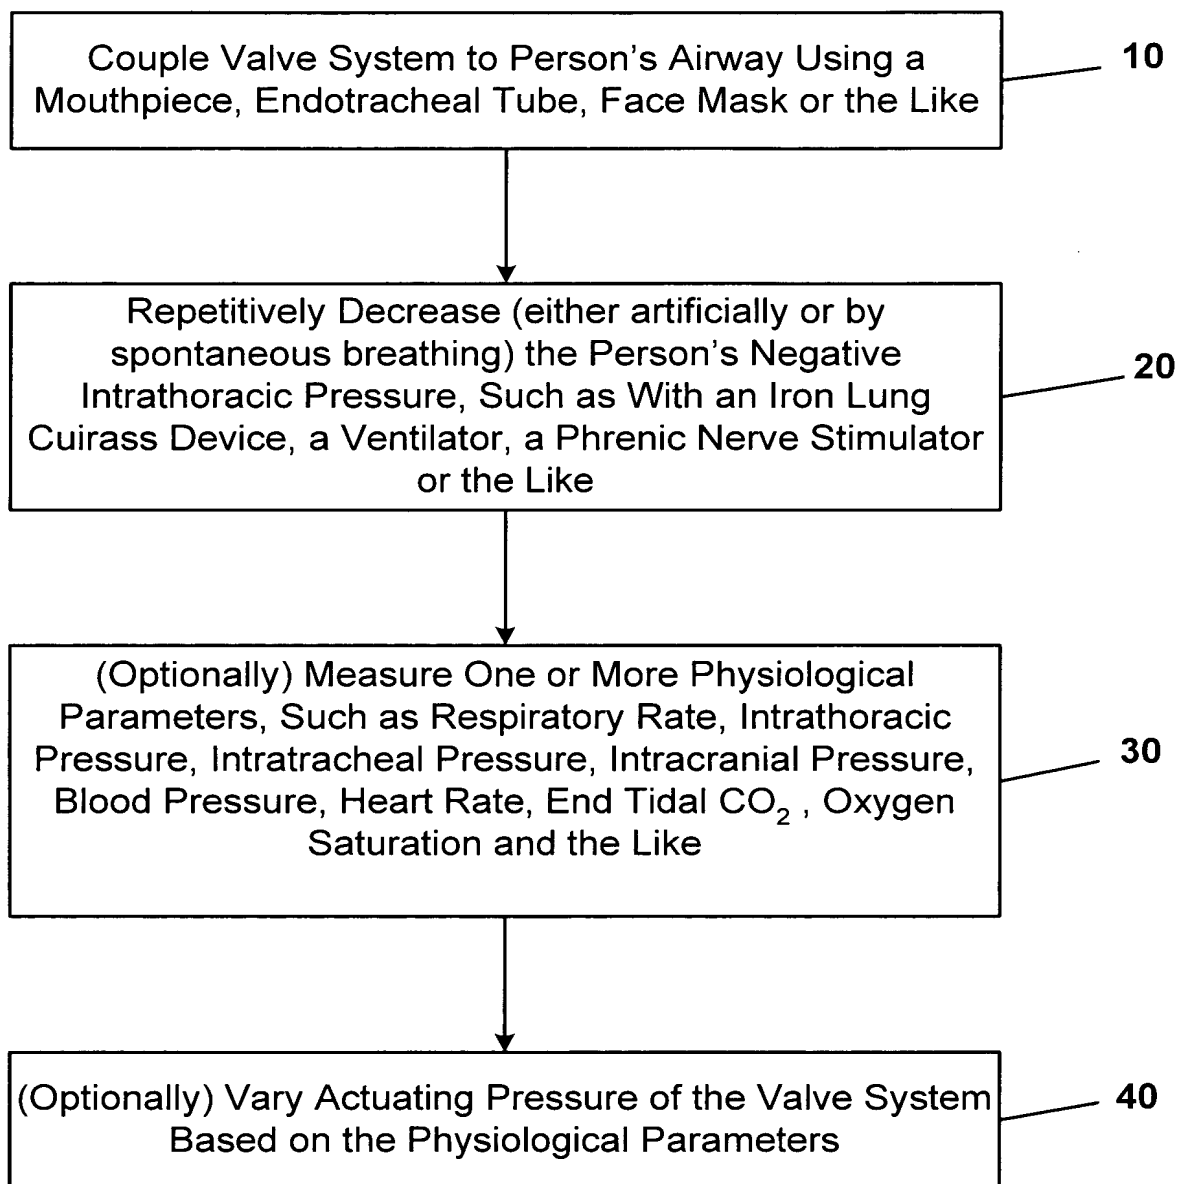 Couple Valve System to Person's Airway Using a
Mouthpiece, Endotracheal Tube, Face Mask or the Like
10
Repetitively Decrease (either artificially or by
spontaneous breathing) the Person's Negative
Intrathoracic Pressure, Such as With an Iron Lung
Cuirass Device, a Ventilator, a Phrenic Nerve Stimulator
or the Like
20
(Optionally) Measure One or More Physiological
Parameters, Such as Respiratory Rate, Intrathoracic
Pressure, Intratracheal Pressure, Intracranial Pressure,
Blood Pressure, Heart Rate, End Tidal CO₂ , Oxygen
Saturation and the Like
30
(Optionally) Vary Actuating Pressure of the Valve System
Based on the Physiological Parameters
40